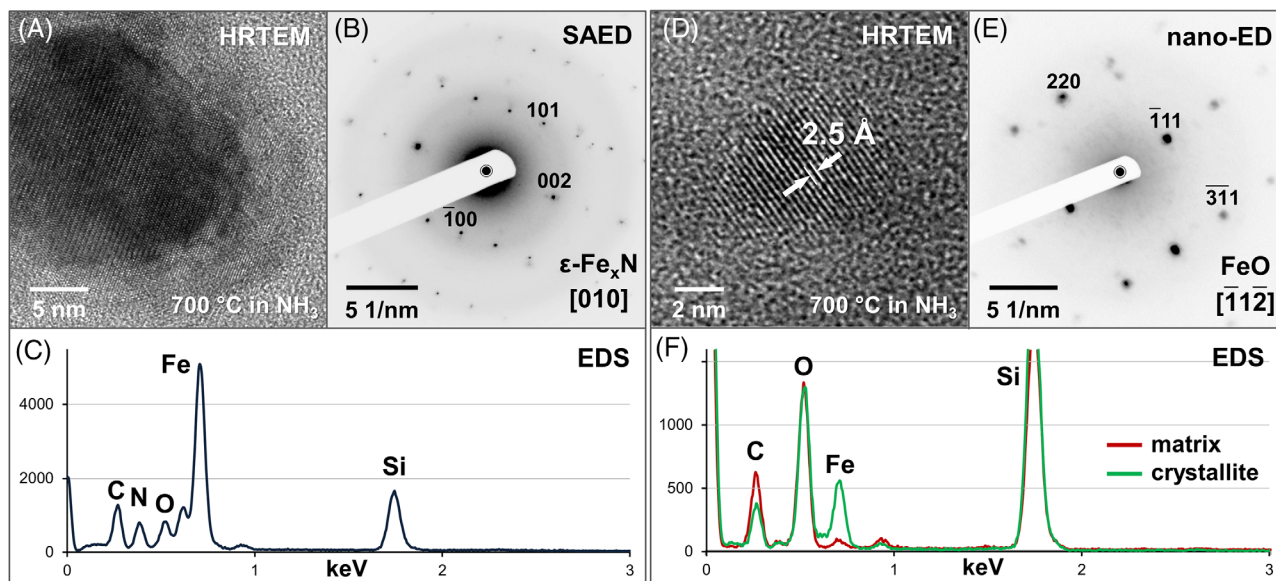 (A)
HRTEM
5 nm
700 °C in NH₃
(B)
SAED
101
002
1̅00
ε-FeₓN
[010]
5 1/nm
(C)
EDS
Fe
4000
2000
C N O
Si
0
0 1 2 3
keV
(D)
HRTEM
2.5 Å
2 nm
700 °C in NH₃
(E)
nano-ED
220
1̅11
3̅1̅1
FeO
[1̅12̅]
5 1/nm
(F)
EDS
O
Si
1000
C
Fe
matrix
crystallite
500
0
0 1 2 3
keV